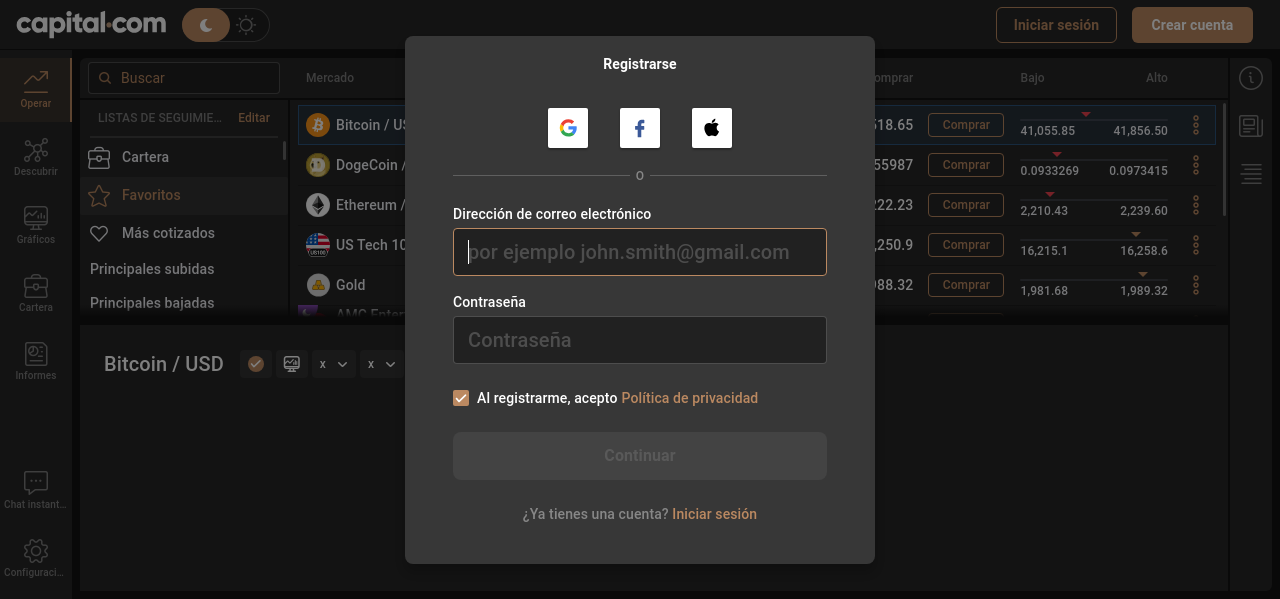 capital.com
Iniciar sesión
Crear cuenta
Registrarse
o
Dirección de correo electrónico
por ejemplo john.smith@gmail.com
Contraseña
Contraseña
Al registrarme, acepto Política de privacidad
Continuar
¿Ya tienes una cuenta? Iniciar sesión
Operar
Descubrir
Gráficos
Cartera
Informes
Chat instant...
Configuraci...
Buscar
LISTAS DE SEGUIMIE... Editar
Cartera
Favoritos
Más cotizados
Principales subidas
Principales bajadas
Mercado
Bajo
Alto
Bitcoin /
518.65
Comprar
41,055.85
41,856.50
DogeCoin /
55987
Comprar
0.0933269
0.0973415
Ethereum /
222.23
Comprar
2,210.43
2,239.60
US Tech 10
,250.9
Comprar
16,215.1
16,258.6
Gold
988.32
Comprar
1,981.68
1,989.32
Bitcoin / USD
x
x